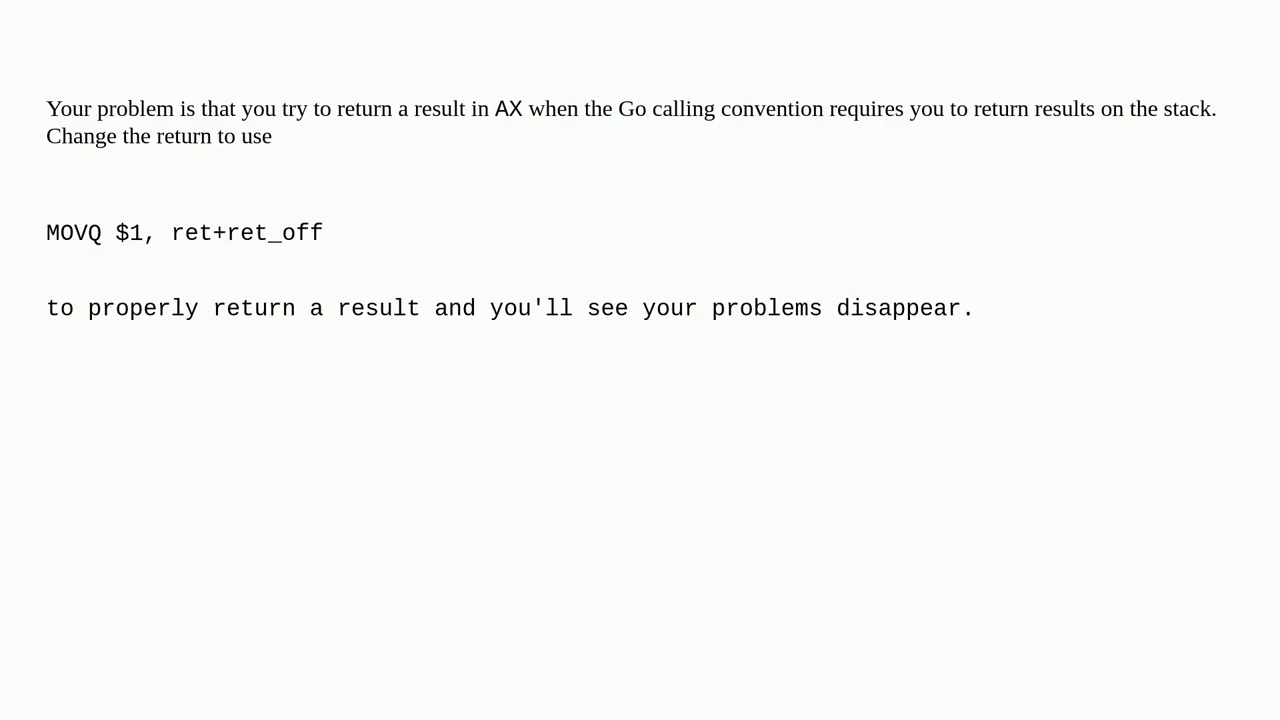 Your problem is that you try to return a result in AX when the Go calling convention requires you to return results on the stack.
Change the return to use
MOVQ $1, ret+ret_off
to properly return a result and you'll see your problems disappear.